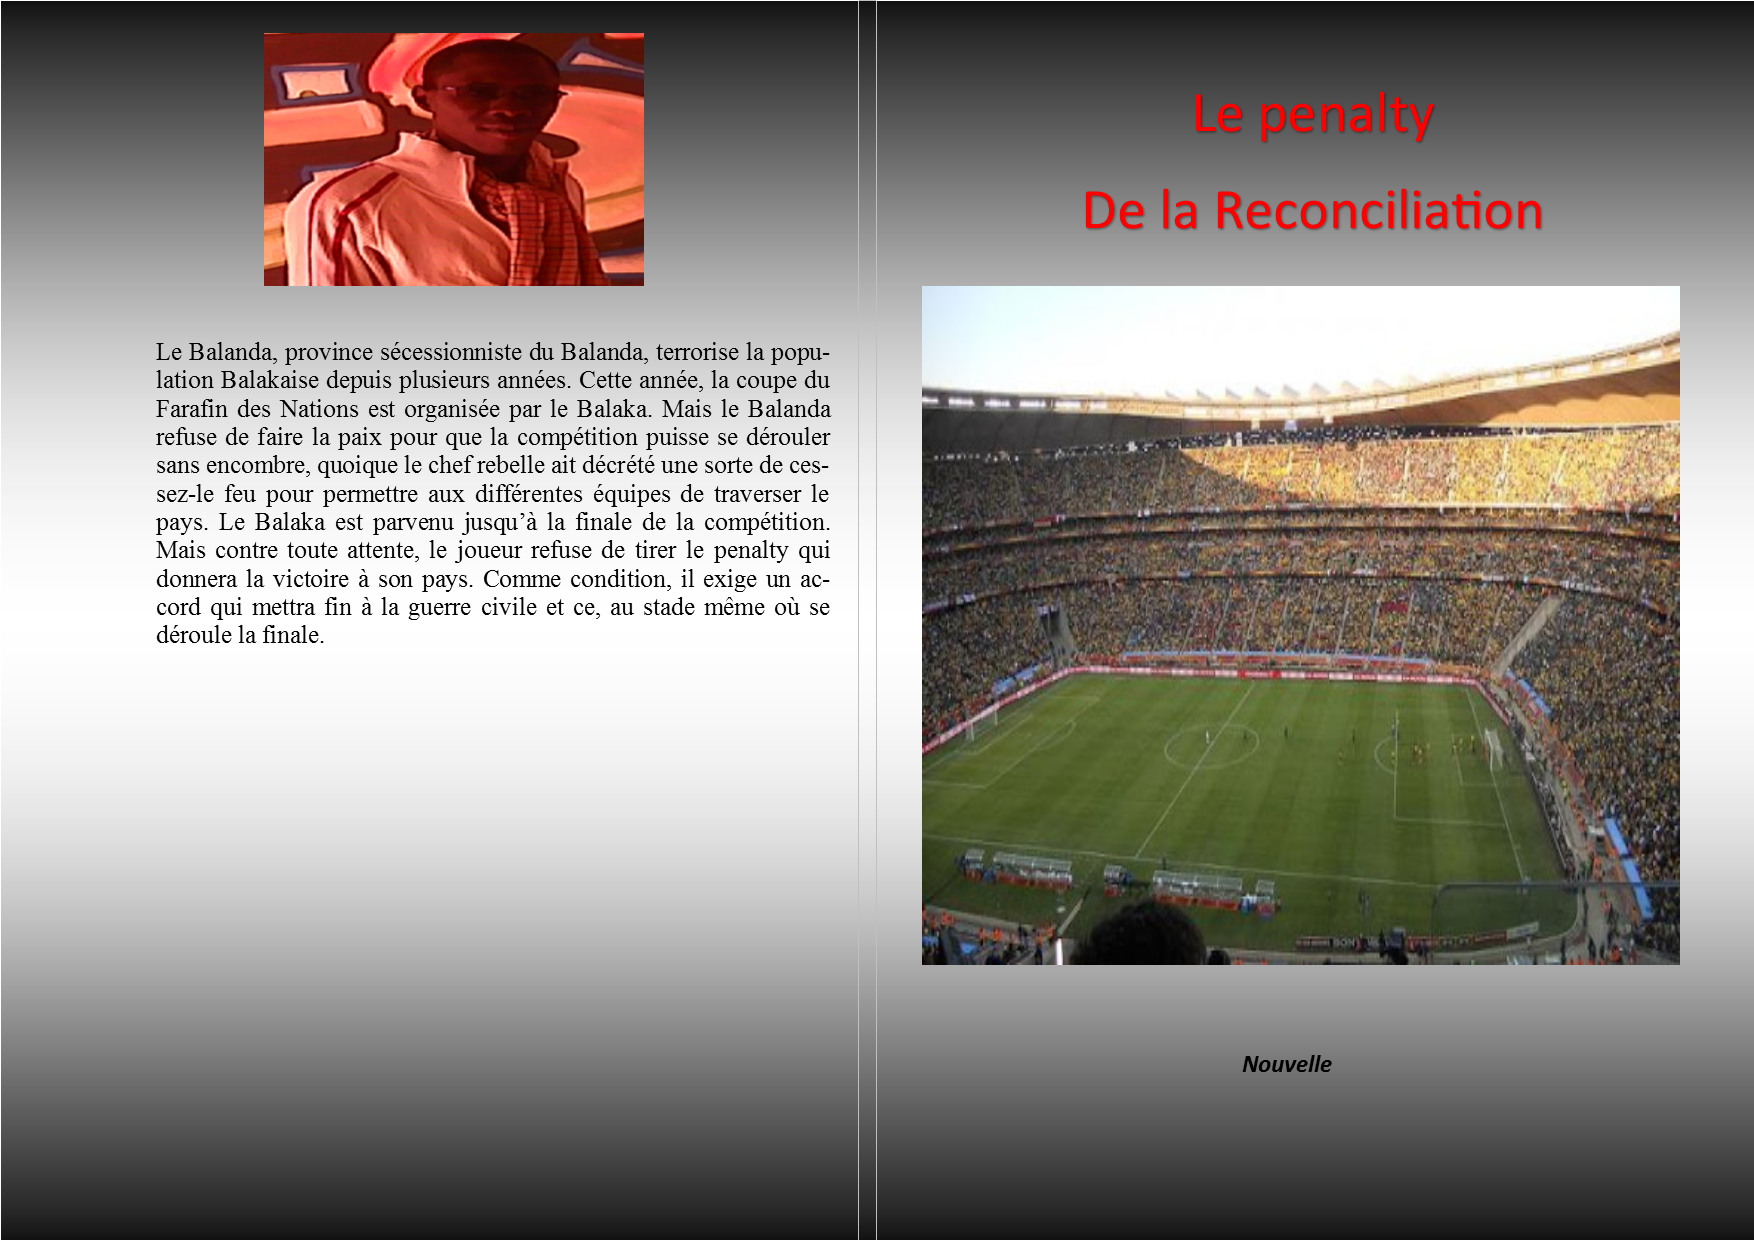 Le Balanda, province sécessionniste du Balanda, terrorise la popu-
lation Balakaise depuis plusieurs années. Cette année, la coupe du
Farafin des Nations est organisée par le Balaka. Mais le Balanda
refuse de faire la paix pour que la compétition puisse se dérouler
sans encombre, quoique le chef rebelle ait décrété une sorte de ces-
sez-le feu pour permettre aux différentes équipes de traverser le
pays. Le Balaka est parvenu jusqu’à la finale de la compétition.
Mais contre toute attente, le joueur refuse de tirer le penalty qui
donnera la victoire à son pays. Comme condition, il exige un ac-
cord qui mettra fin à la guerre civile et ce, au stade même où se
déroule la finale.
Le penalty
De la Reconciliation
Nouvelle